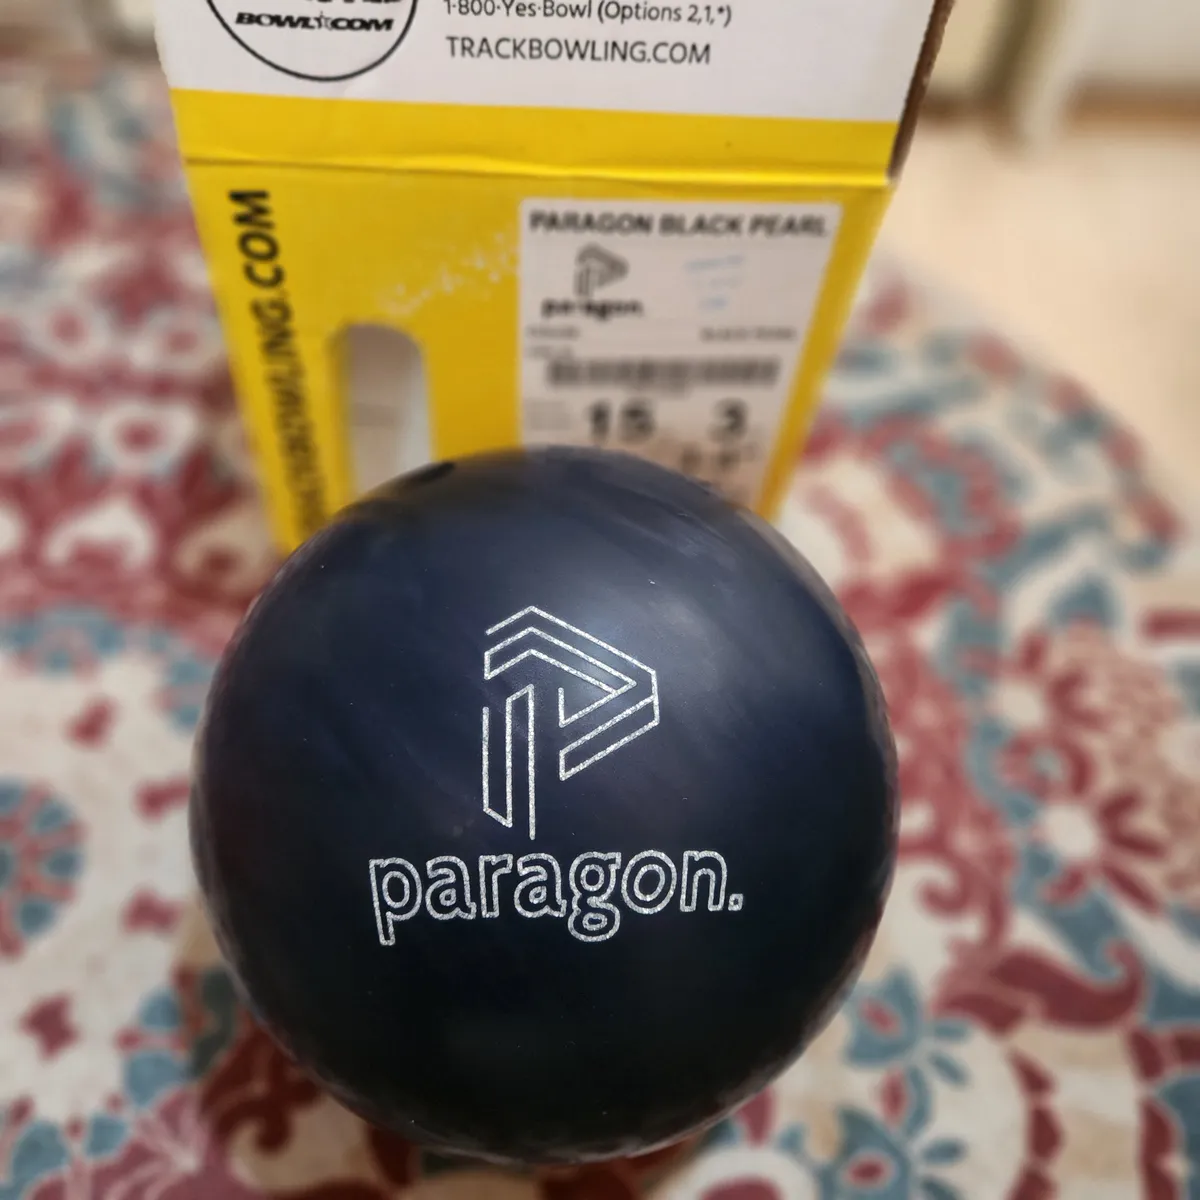 BOWL☆COM
1-800-Yes-Bowl (Options 2,1,*)
TRACKBOWLING.COM
TRACKBOWLING.COM
PARAGON BLACK PEARL
paragon.
15 3
paragon.